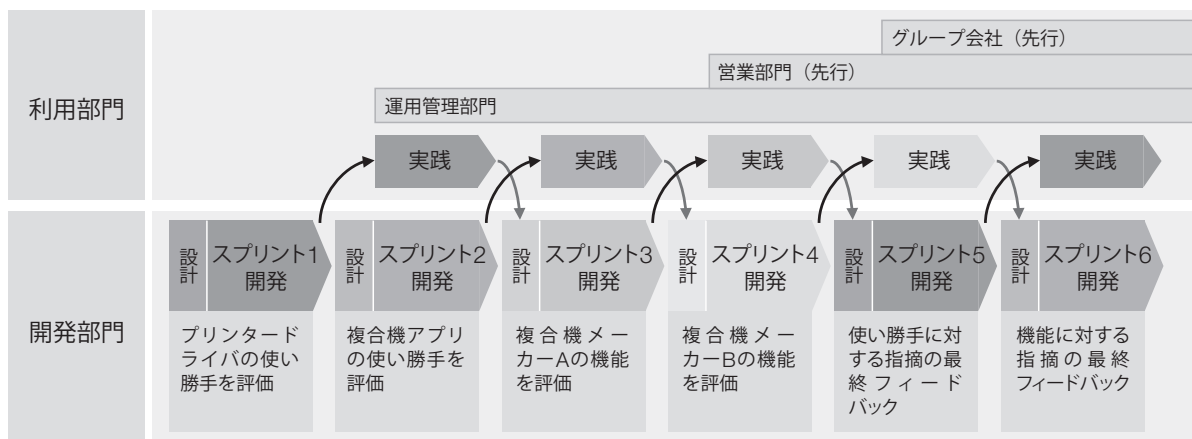 グループ会社（先行）
営業部門（先行）
運用管理部門
利用部門
実践
実践
実践
実践
実践
開発部門
設計
スプリント1
開発
設計
スプリント2
開発
設計
スプリント3
開発
設計
スプリント4
開発
設計
スプリント5
開発
設計
スプリント6
開発
プリンタード
ライバの使い
勝手を評価
複合機アプリ
の使い勝手を
評価
複合機メー
カーAの機能
を評価
複合機メー
カーBの機能
を評価
使い勝手に対
する指摘の最
終フィード
バック
機能に対する
指摘の最終
フィードバック